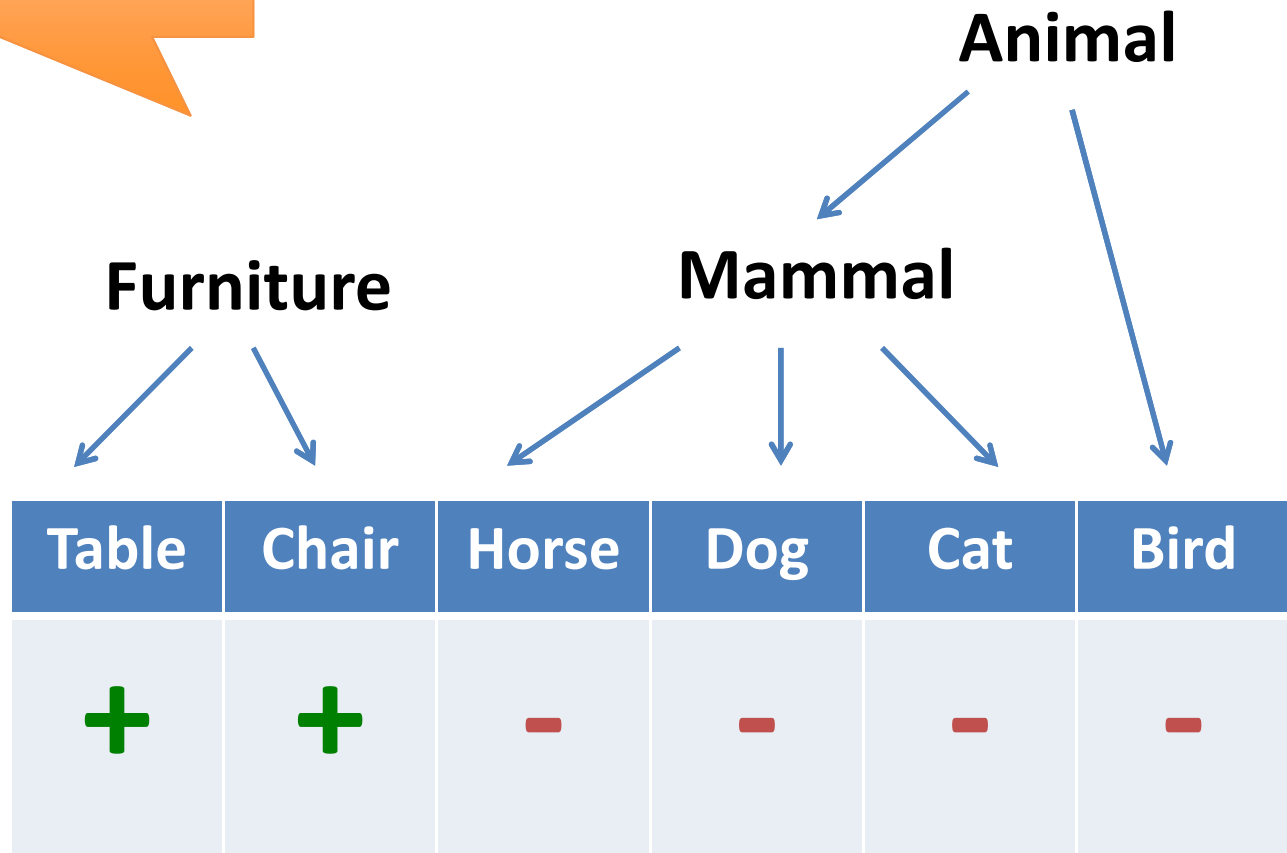 Animal
Furniture
Mammal
Table Chair Horse Dog Cat Bird
+ + - - - -